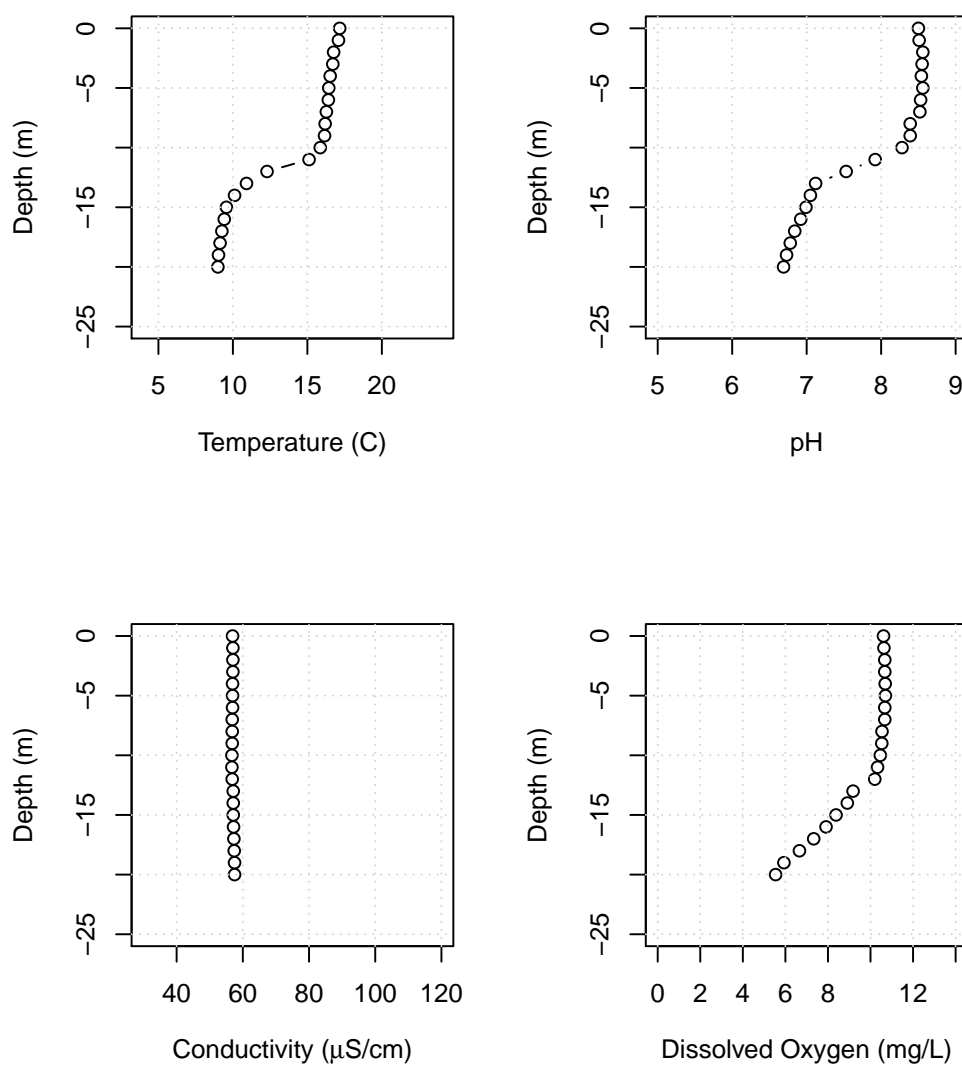 0
−5
−15
−25
Depth (m)
5 10 15 20
Temperature (C)
0
−5
−15
−25
Depth (m)
5 6 7 8 9
pH
0
−5
−15
−25
Depth (m)
40 60 80 100 120
Conductivity (μS/cm)
0
−5
−15
−25
Depth (m)
0 2 4 6 8 12
Dissolved Oxygen (mg/L)